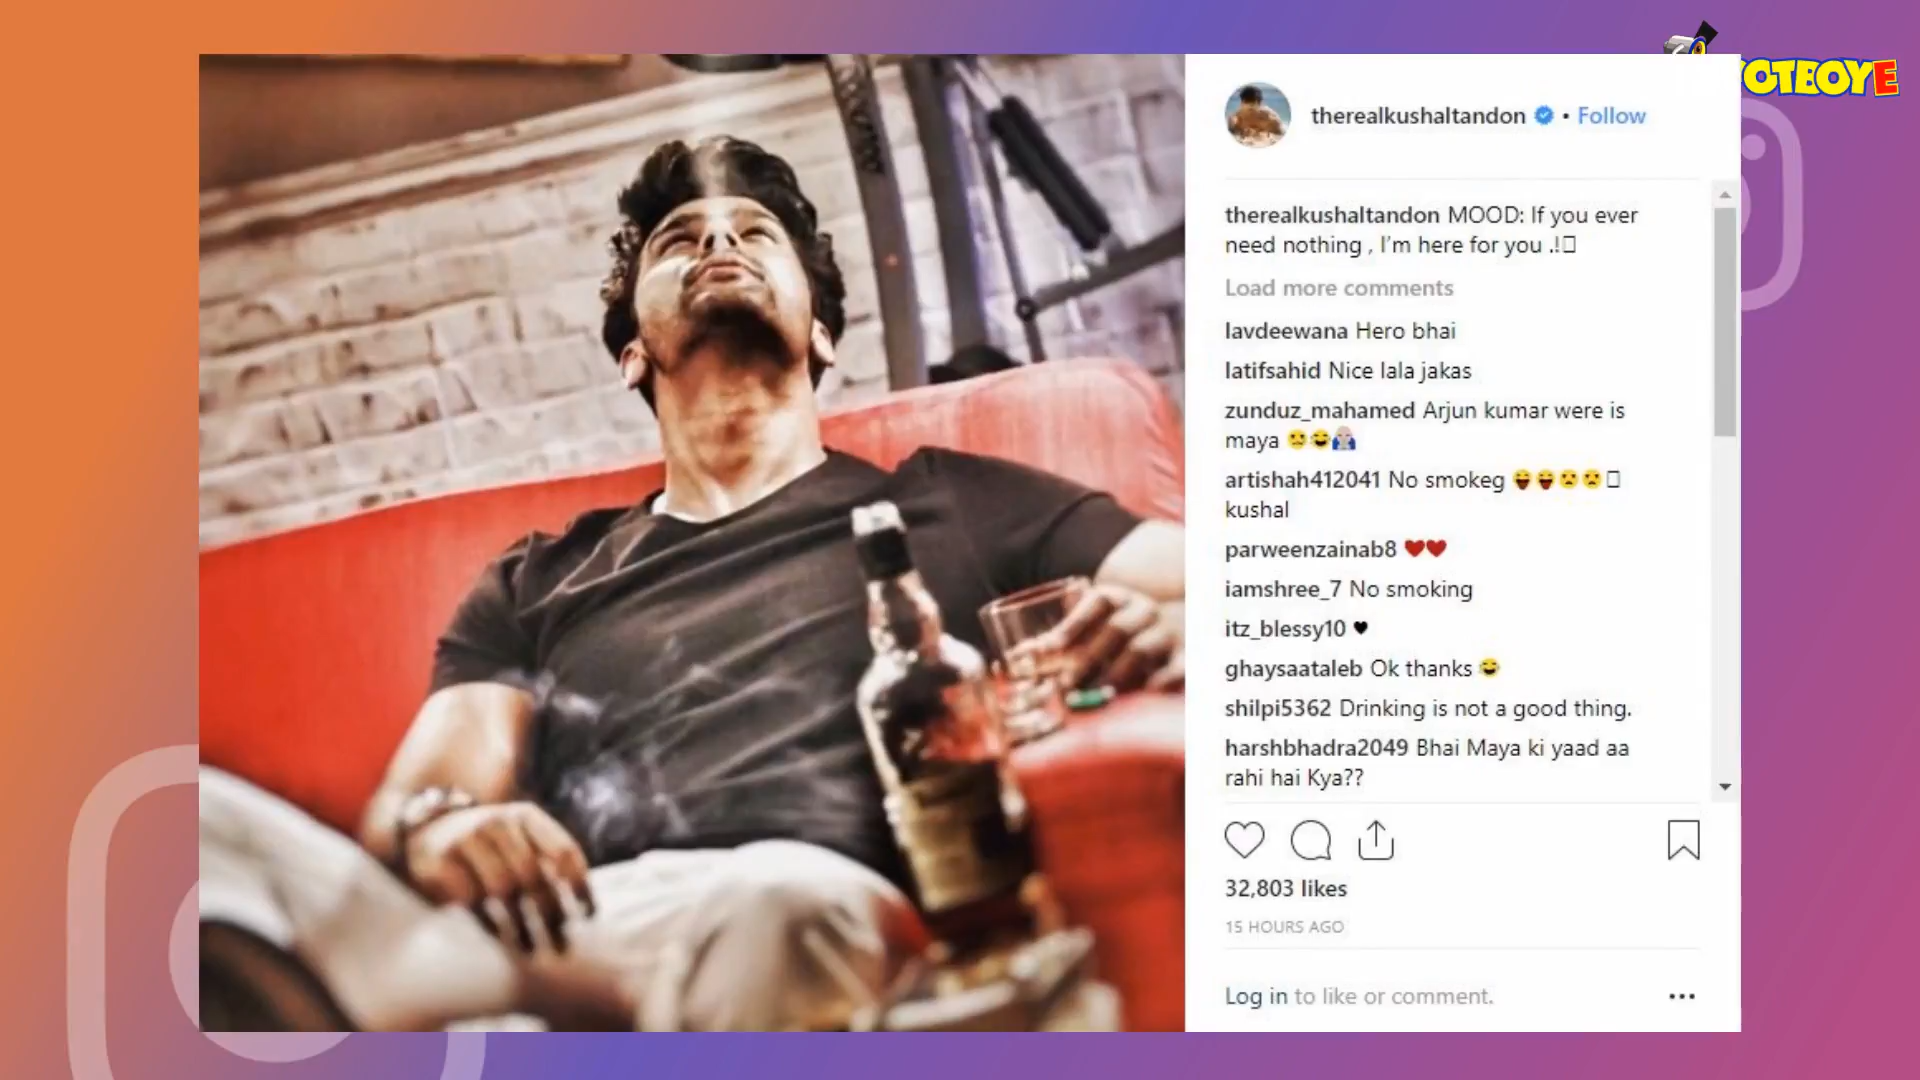 OTBOYE
therealkushaltandon • Follow
therealkushaltandon MOOD: If you ever
need nothing , I'm here for you .!
Load more comments
lavdeewana Hero bhai
latifsahid Nice lala jakas
zunduz_mahamed Arjun kumar were is
maya 😒😂🤷
artishah412041 No smokeg 😝😝😒😒
kushal
parweenzainab8 ❤❤
iamshree_7 No smoking
itz_blessy10 ♥
ghaysaataleb Ok thanks 😂
shilpi5362 Drinking is not a good thing.
harshbhadra2049 Bhai Maya ki yaad aa
rahi hai Kya??
32,803 likes
15 HOURS AGO
Log in to like or comment.